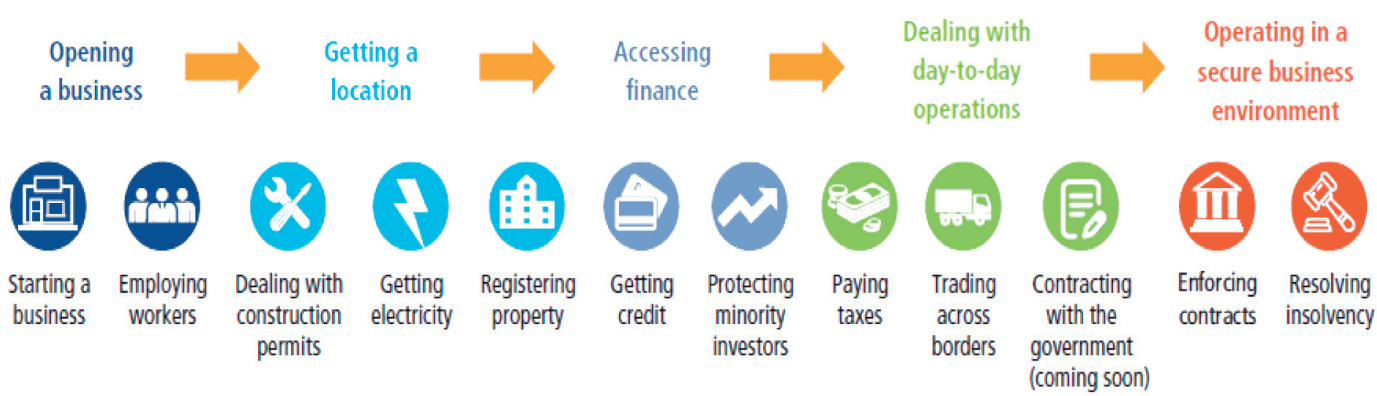 Opening
a business
Getting a
location
Accessing
finance
Dealing with
day-to-day
operations
Operating in a
secure business
environment
Starting a
business
Employing
workers
Dealing with
construction
permits
Getting
electricity
Registering
property
Getting
credit
Protecting
minority
investors
Paying
taxes
Trading
across
borders
Contracting
with the
government
(coming soon)
Enforcing
contracts
Resolving
insolvency